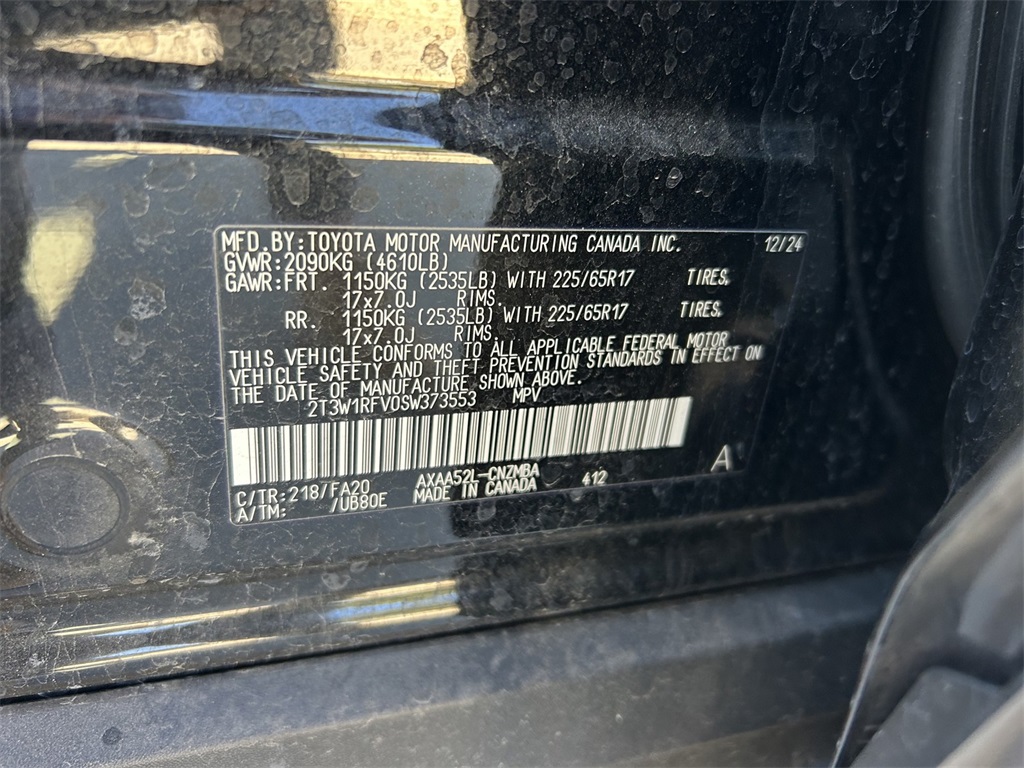 MFD.BY:TOYOTA MOTOR MANUFACTURING CANADA INC. 12/24
GVWR:2090KG (4610LB)
GAWR:FRT. 1150KG (2535LB) WITH 225/65R17 TIRES,
17x7.0J RIMS.
RR. 1150KG (2535LB) WITH 225/65R17 TIRES,
17x7.0J RIMS.
THIS VEHICLE CONFORMS TO ALL APPLICABLE FEDERAL MOTOR
VEHICLE SAFETY AND THEFT PREVENTION STANDARDS IN EFFECT ON
THE DATE OF MANUFACTURE SHOWN ABOVE.
2T3W1RFV0SW373553 MPV
A
C/TR:218/FA20 AXAA52L-CNZMBA 412
A/TM: /UB80E MADE IN CANADA